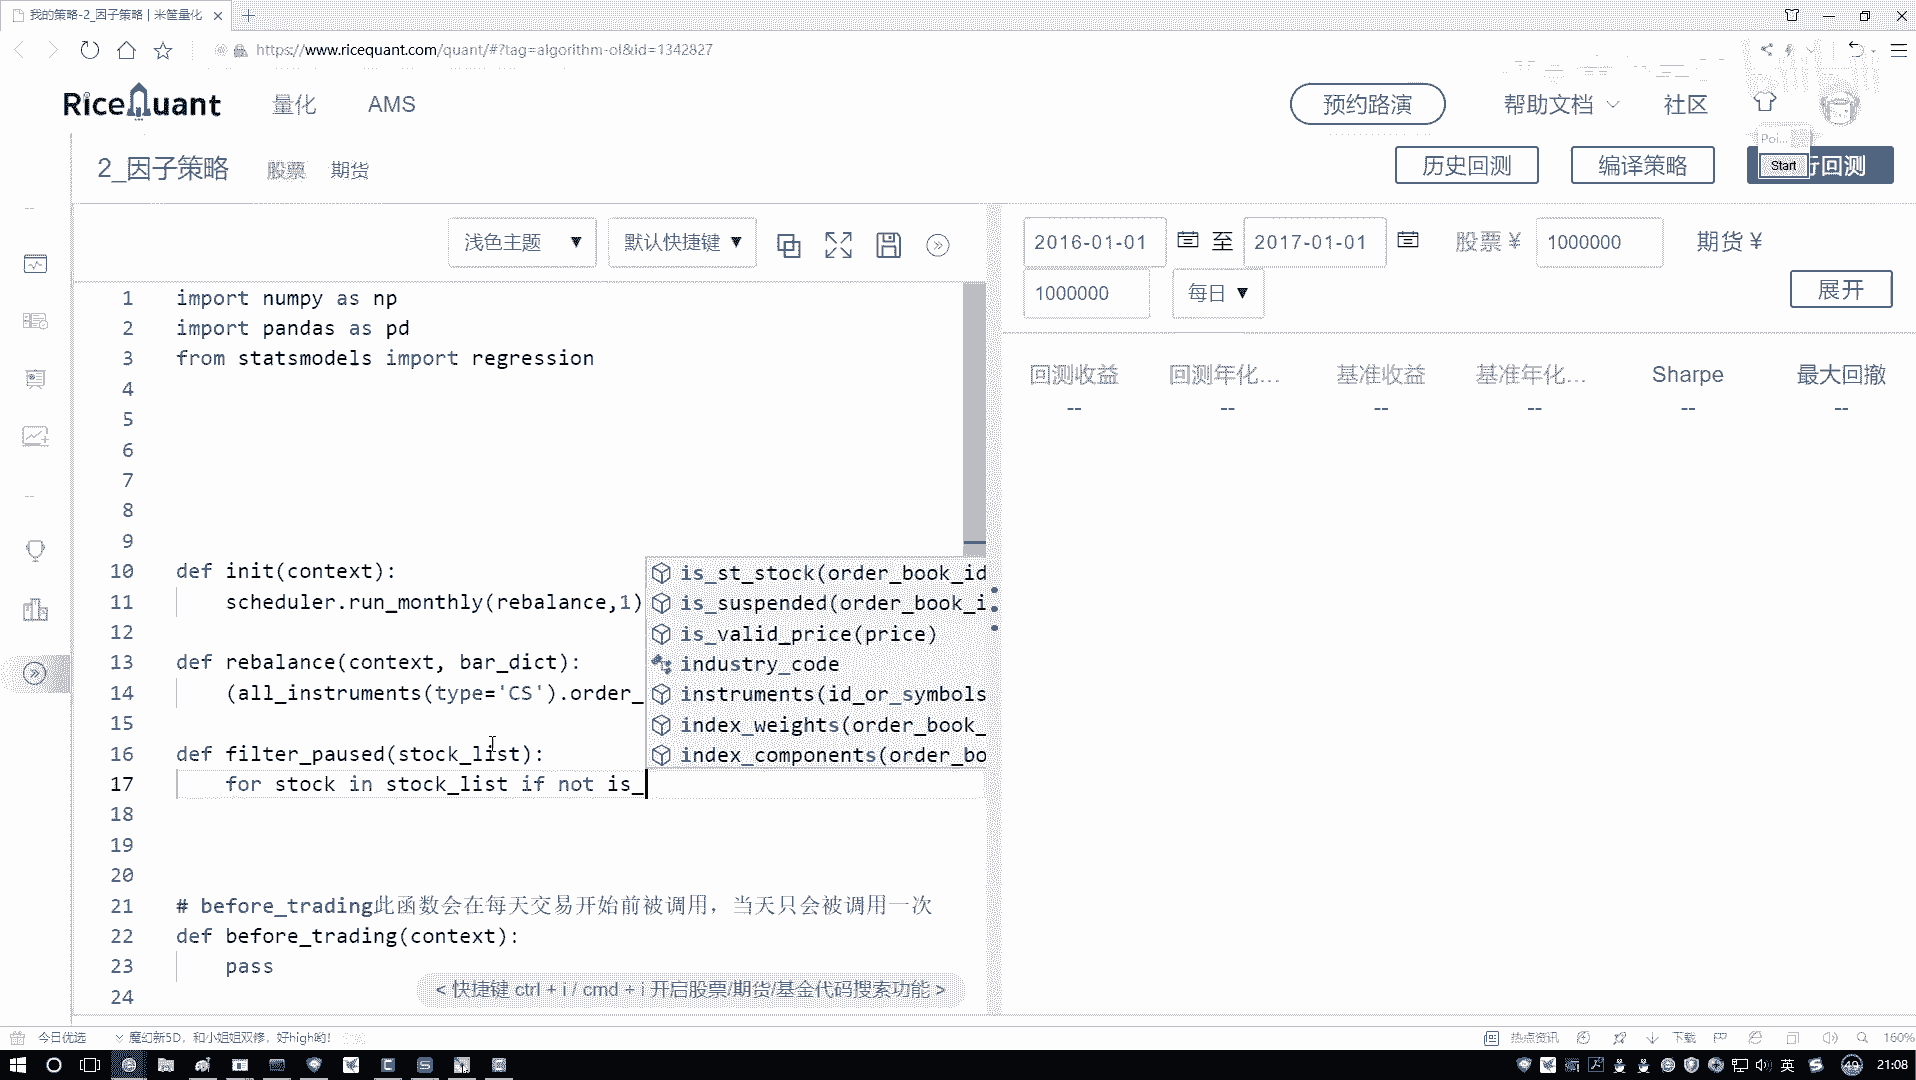 我的策略-2_因子策略 | 米筐量化
https://www.ricequant.com/quant/#?tag=algorithm-ol&id=1342827
RiceQuant 量化 AMS 预约路演 帮助文档 社区
Poi...
2_因子策略 股票 期货 历史回测 编译策略 Start 行回测
浅色主题 ▼ 默认快捷键 ▼
2016-01-01 至 2017-01-01 股票 ¥ 1000000 期货 ¥
1000000 每日 ▼ 展开
回测收益 回测年化... 基准收益 基准年化... Sharpe 最大回撤
-- -- -- -- -- --
1 import numpy as np
2 import pandas as pd
3 from statsmodels import regression
4
5
6
7
8
9
10 def init(context):
11 scheduler.run_monthly(rebalance,1)
12
13 def rebalance(context, bar_dict):
14 (all_instruments(type='CS').order_
15
16 def filter_paused(stock_list):
17 for stock in stock_list if not is_
18
19
20
21 # before_trading此函数会在每天交易开始前被调用，当天只会被调用一次
22 def before_trading(context):
23 pass
24
is_st_stock(order_book_id
is_suspended(order_book_i
is_valid_price(price)
industry_code
instruments(id_or_symbols
index_weights(order_book_
index_components(order_bo
< 快捷键 ctrl + i / cmd + i 开启股票/期货/基金代码搜索功能 >
今日优选 魔幻新5D，和小姐姐双修，好high哟! 热点资讯 下载 160%
英 49 21:08